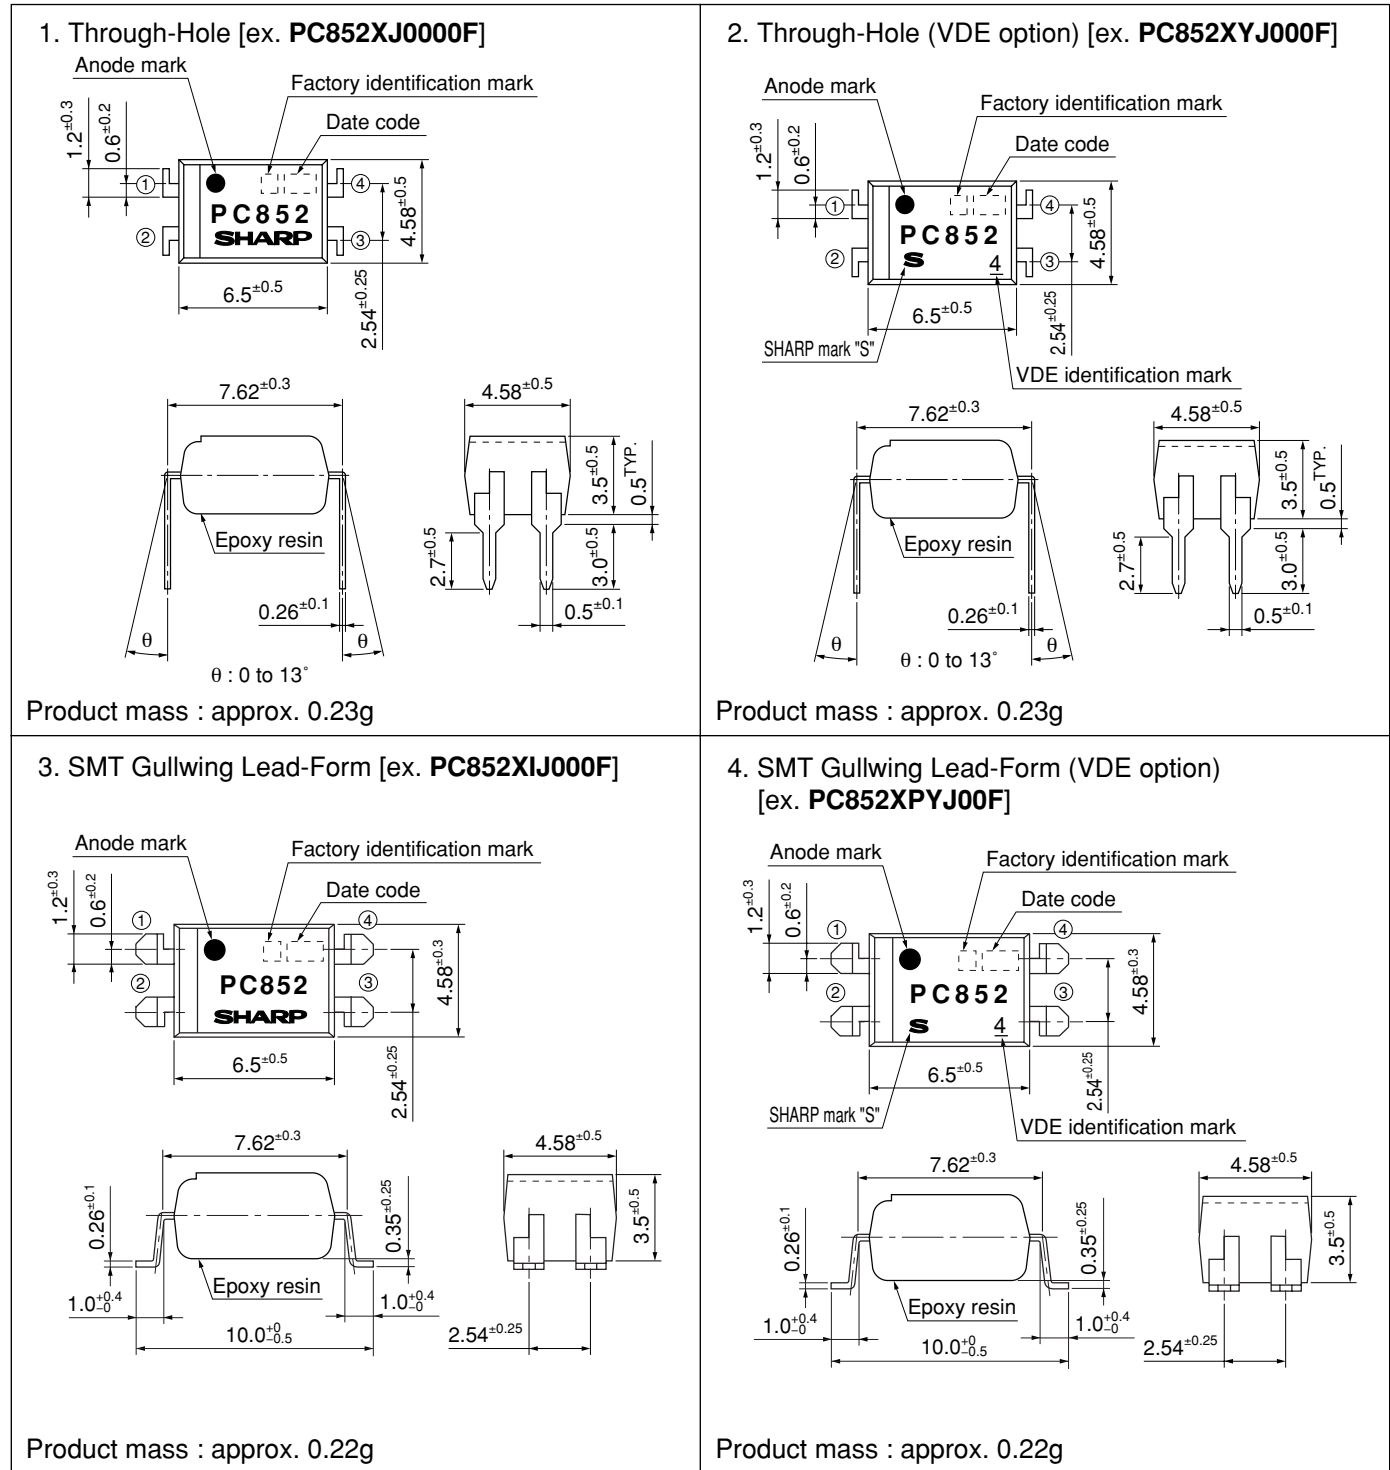 1. Through-Hole [ex. PC852XJ0000F]
Anode mark
Factory identification mark
Date code
1.2±0.3
0.6±0.2
①
②
④
③
PC852
SHARP
4.58±0.5
6.5±0.5
2.54±0.25
7.62±0.3
4.58±0.5
3.5±0.5
0.5TYP.
Epoxy resin
2.7±0.5
3.0±0.5
0.26±0.1
0.5±0.1
θ
θ
θ : 0 to 13˚
Product mass : approx. 0.23g
2. Through-Hole (VDE option) [ex. PC852XYJ000F]
Anode mark
Factory identification mark
Date code
1.2±0.3
0.6±0.2
①
②
④
③
PC852
S
4
4.58±0.5
6.5±0.5
2.54±0.25
SHARP mark "S"
VDE identification mark
7.62±0.3
4.58±0.5
3.5±0.5
0.5TYP.
Epoxy resin
2.7±0.5
3.0±0.5
0.26±0.1
0.5±0.1
θ
θ
θ : 0 to 13˚
Product mass : approx. 0.23g
3. SMT Gullwing Lead-Form [ex. PC852XIJ000F]
Anode mark
Factory identification mark
Date code
1.2±0.3
0.6±0.2
①
②
④
③
PC852
SHARP
4.58±0.3
6.5±0.5
2.54±0.25
7.62±0.3
4.58±0.5
0.26±0.1
0.35±0.25
3.5±0.5
Epoxy resin
1.0+0.4−0
1.0+0.4−0
10.0+0−0.5
2.54±0.25
Product mass : approx. 0.22g
4. SMT Gullwing Lead-Form (VDE option)
[ex. PC852XPYJ00F]
Anode mark
Factory identification mark
Date code
1.2±0.3
0.6±0.2
①
②
④
③
PC852
S
4
4.58±0.3
6.5±0.5
2.54±0.25
SHARP mark "S"
VDE identification mark
7.62±0.3
4.58±0.5
0.26±0.1
0.35±0.25
3.5±0.5
Epoxy resin
1.0+0.4−0
1.0+0.4−0
10.0+0−0.5
2.54±0.25
Product mass : approx. 0.22g